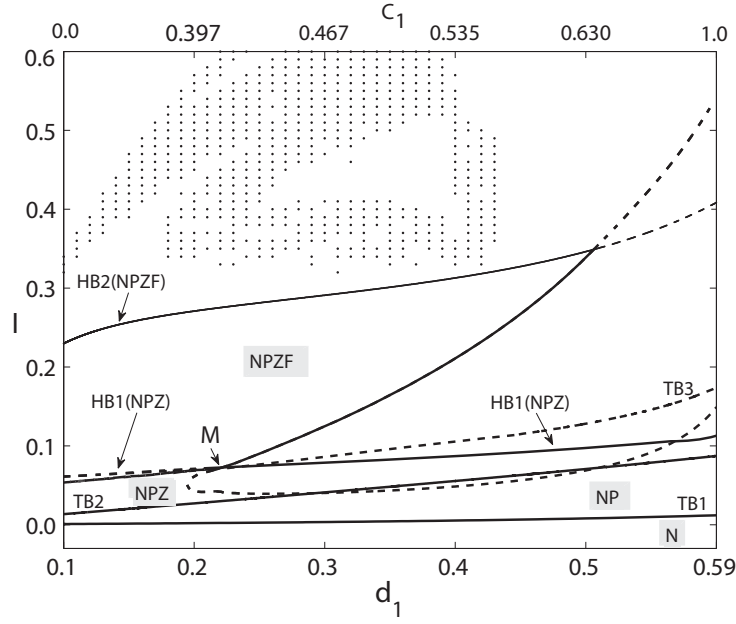 C1
0.0 0.397 0.467 0.535 0.630 1.0
0.6
0.5
0.4
HB2(NPZF)
0.3
I
NPZF
0.2
HB1(NPZ)
HB1(NPZ)
TB3
M
0.1
NPZ
TB2
NP
TB1
0.0
N
0.1 0.2 0.3 0.4 0.5 0.59
d1